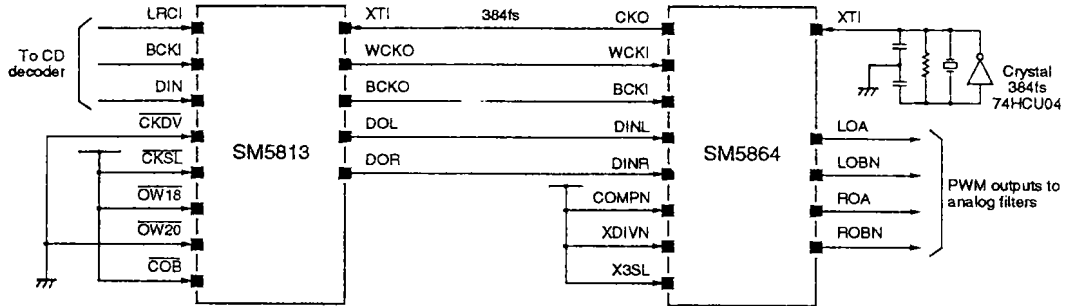 LRCI
BCKI
DIN
To CD
decoder
CKDV
CKSL
OW18
OW20
COB
SM5813
XTI
WCKO
BCKO
DOL
DOR
384fs
CKO
WCKI
BCKI
DINL
DINR
COMPN
XDIVN
X3SL
SM5864
XTI
LOA
LOBN
ROA
ROBN
Crystal
384fs
74HCU04
PWM outputs to
analog filters